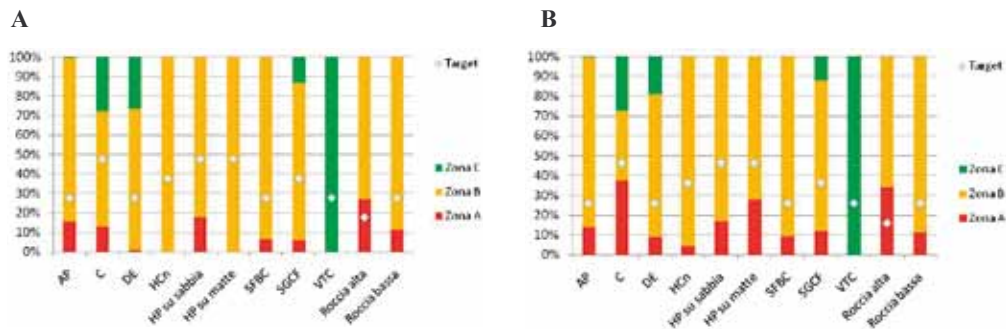 A
100%
90%
80%
70%
60%
50%
40%
30%
20%
10%
0%
AP
C
DE
HCn
HP su sabbia
HP su matte
SFBC
SGCF
VTC
Roccia alta
Roccia bassa
Target
Zona C
Zona B
Zona A
B
100%
90%
80%
70%
60%
50%
40%
30%
20%
10%
0%
AP
C
DE
HCn
HP su sabbia
HP su matte
SFBC
SGCF
VTC
Roccia alta
Roccia bassa
Target
Zona C
Zona B
Zona A